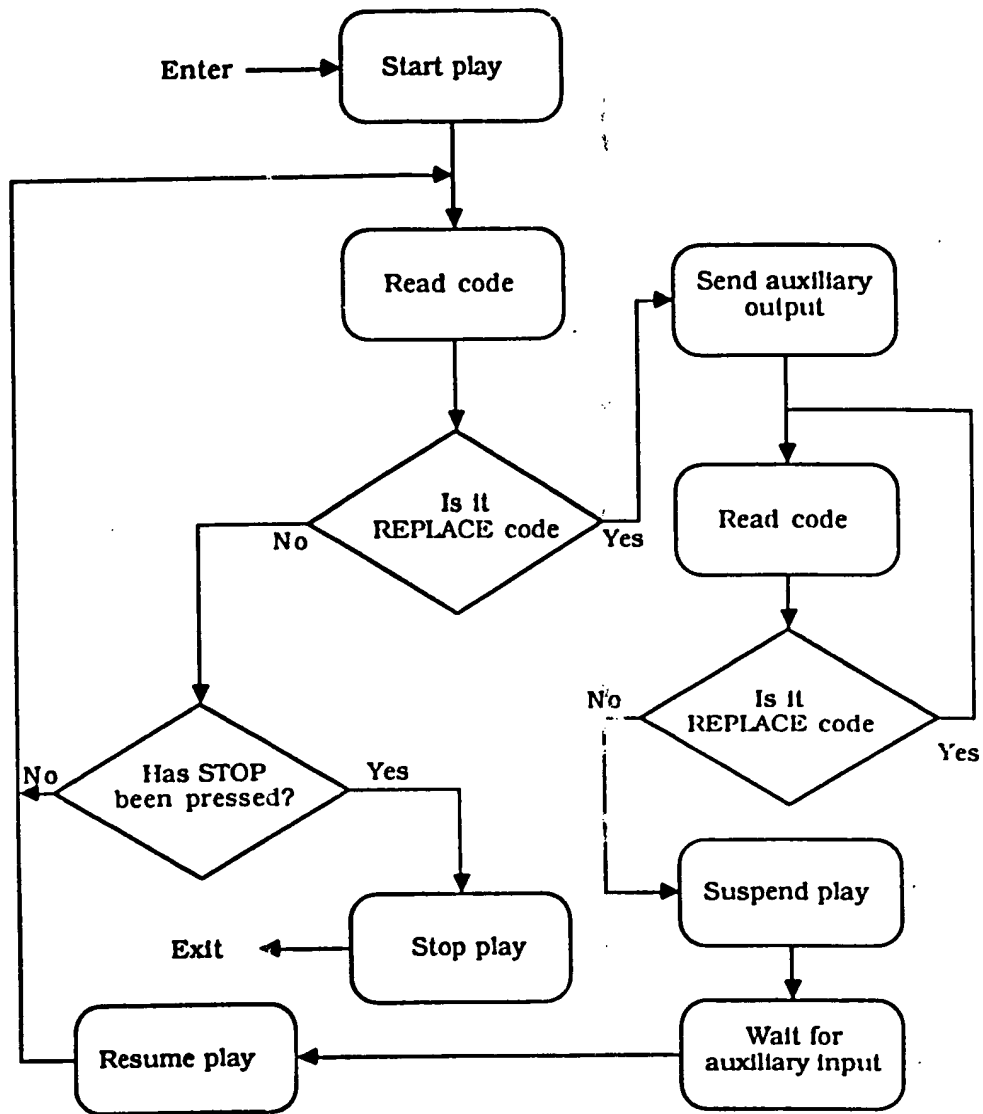 Enter
Start play
Read code
Send auxiliary
output
Is it
REPLACE code
No
Yes
Read code
Is it
REPLACE code
No
Yes
Has STOP
been pressed?
No
Yes
Suspend play
Exit
Stop play
Resume play
Wait for
auxiliary input